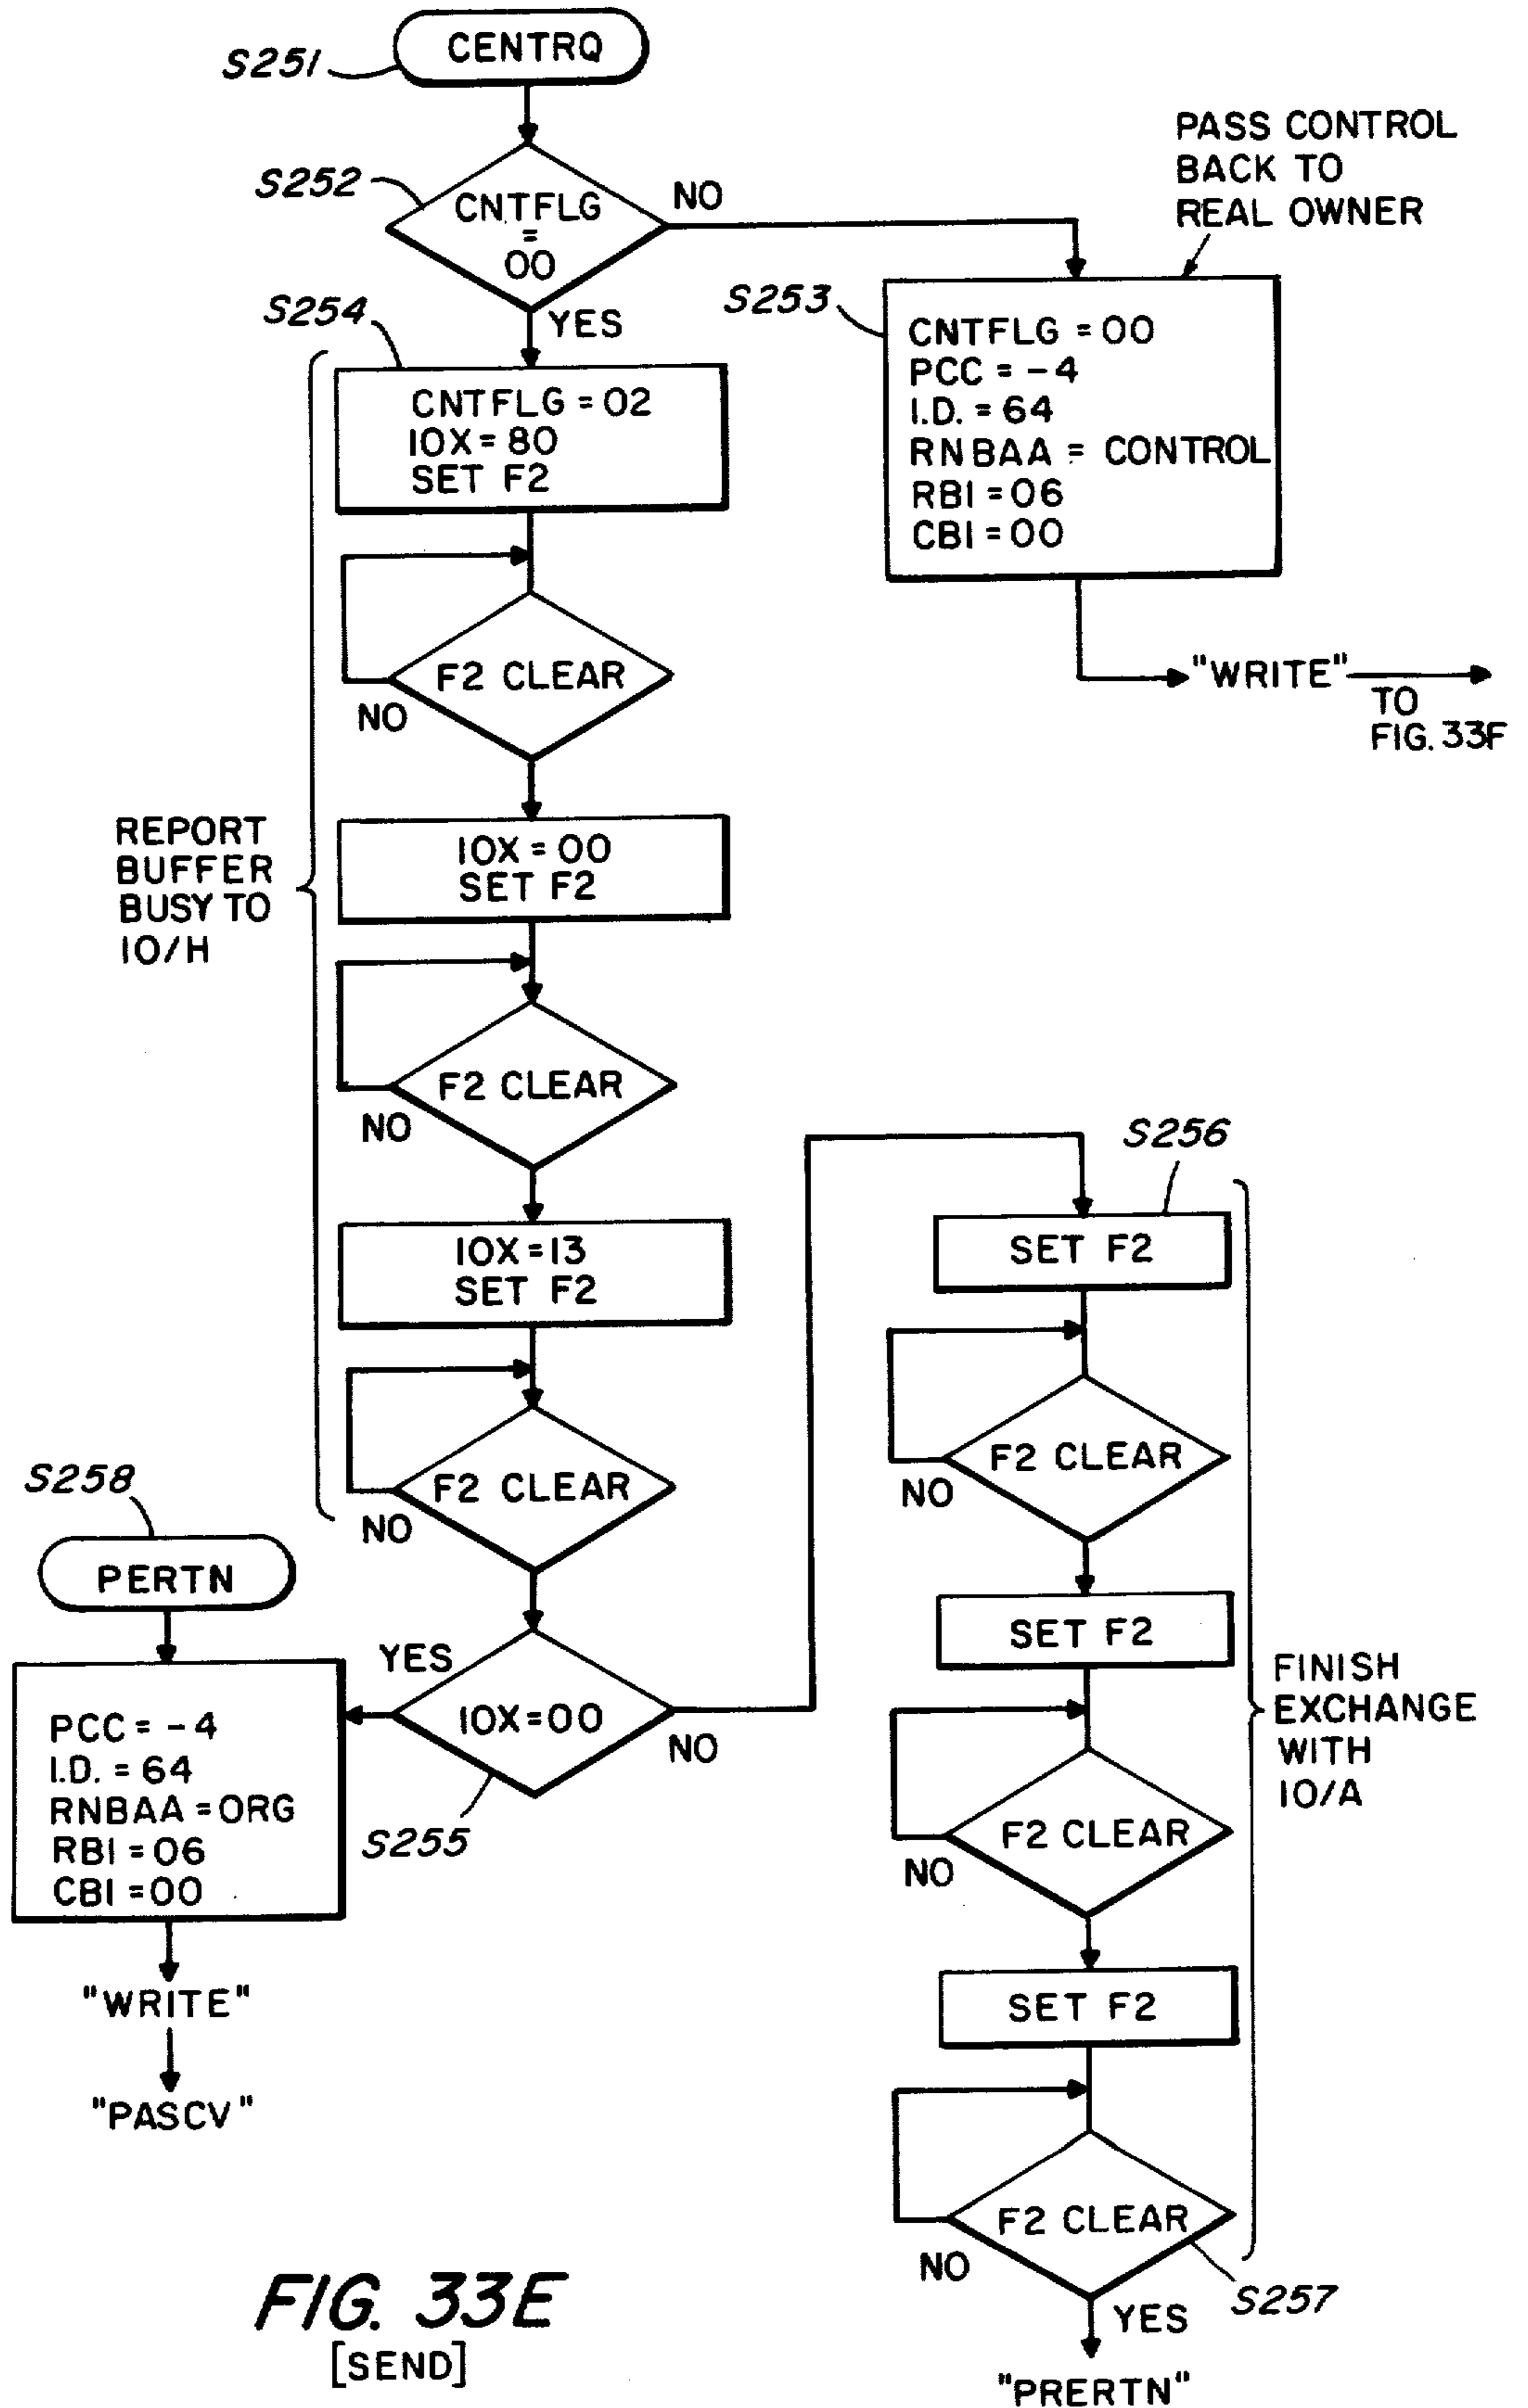 CENTRQ
S251
S252
CNTFLG
=
00
NO
YES
PASS CONTROL
BACK TO
REAL OWNER
S253
CNTFLG = 00
PCC = -4
I.D. = 64
RNBAA = CONTROL
RBI = 06
CBI = 00
"WRITE"
TO
FIG. 33F
S254
CNTFLG = 02
IOX = 80
SET F2
F2 CLEAR
NO
REPORT
BUFFER
BUSY TO
IO/H
IOX = 00
SET F2
F2 CLEAR
NO
IOX = 13
SET F2
F2 CLEAR
NO
IOX = 00
YES
NO
S255
S258
PERTN
PCC = -4
I.D. = 64
RNBAA = ORG
RBI = 06
CBI = 00
"WRITE"
"PASCV"
S256
SET F2
F2 CLEAR
NO
SET F2
F2 CLEAR
NO
SET F2
F2 CLEAR
NO
YES
S257
FINISH
EXCHANGE
WITH
IO/A
"PRERTN"
FIG. 33E
[SEND]